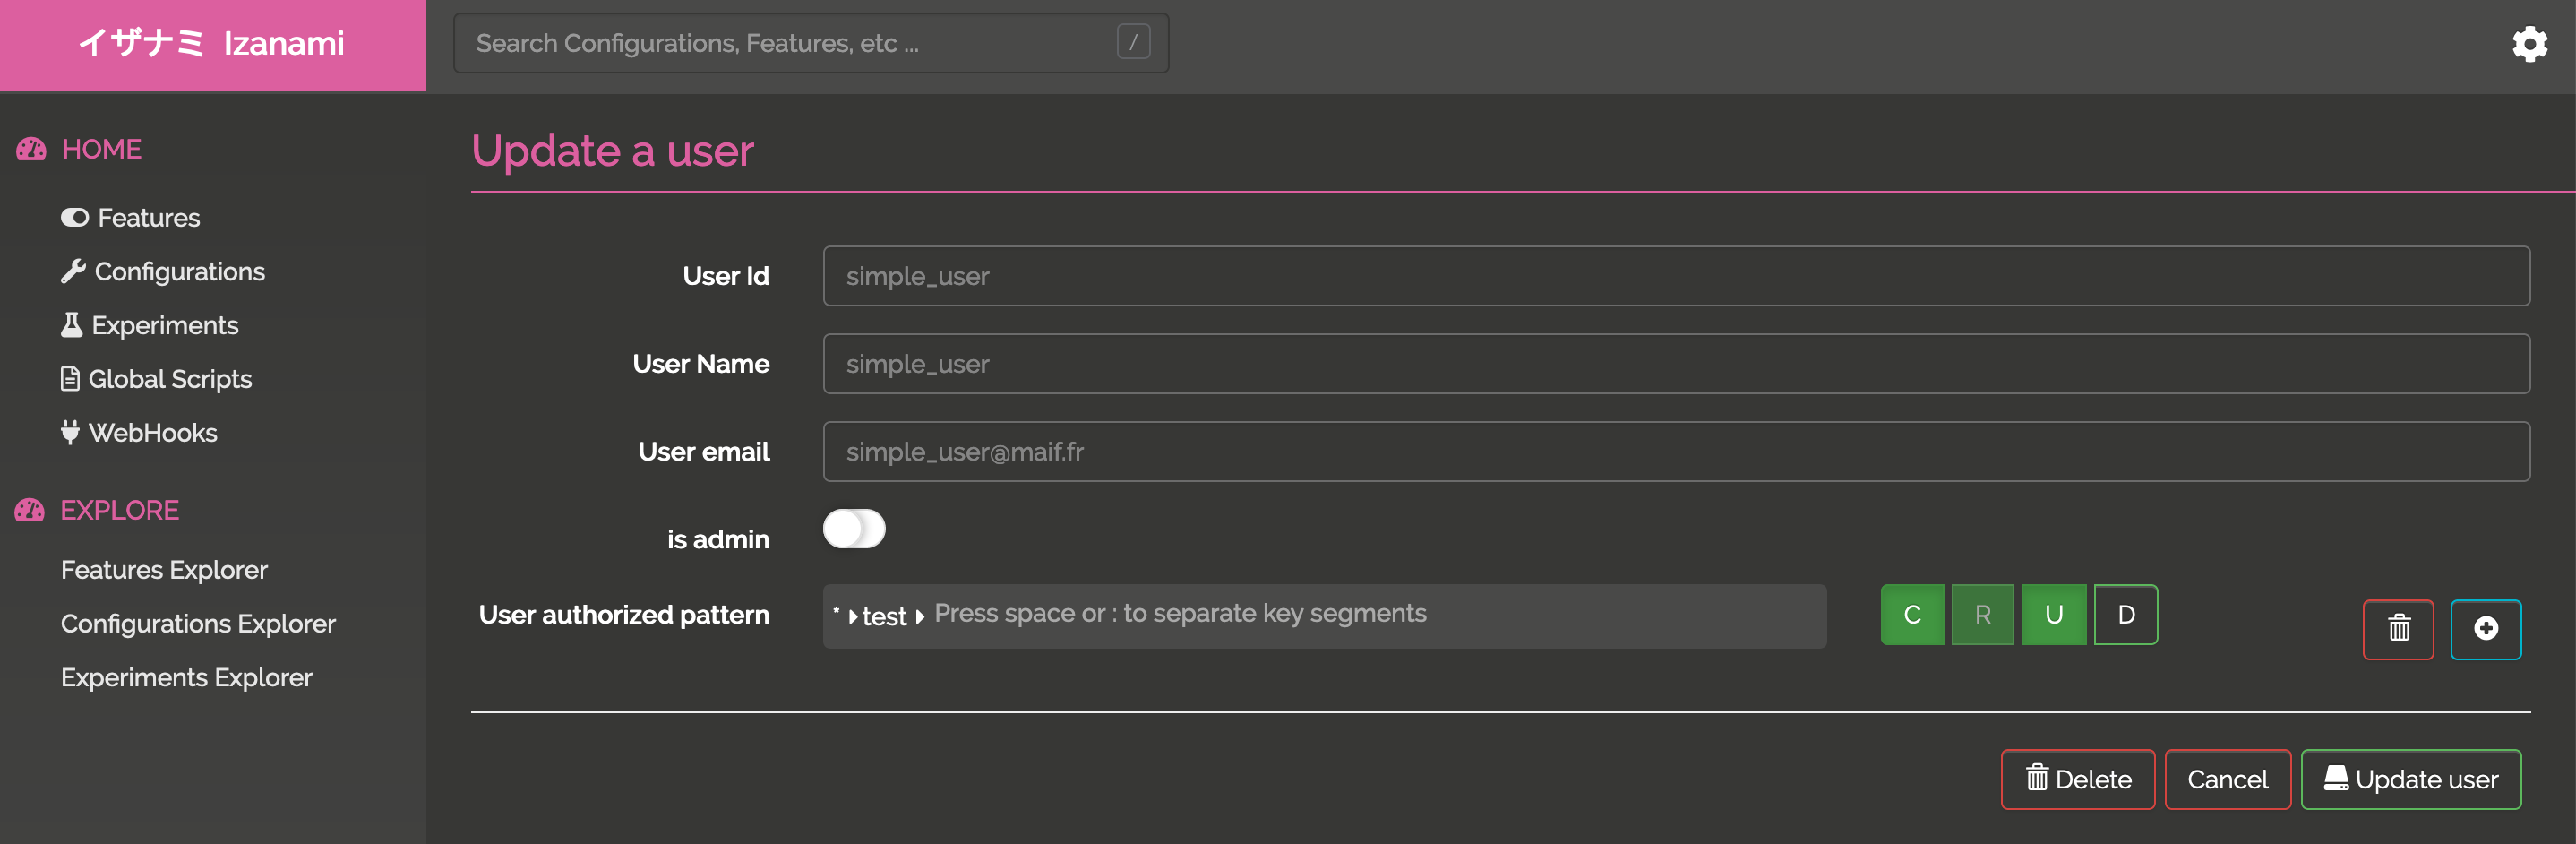 イザナミ Izanami
Search Configurations, Features, etc ... /
HOME
Features
Configurations
Experiments
Global Scripts
WebHooks
EXPLORE
Features Explorer
Configurations Explorer
Experiments Explorer
Update a user
User Id simple_user
User Name simple_user
User email simple_user@maif.fr
is admin
User authorized pattern * test Press space or : to separate key segments C R U D
Delete Cancel Update user